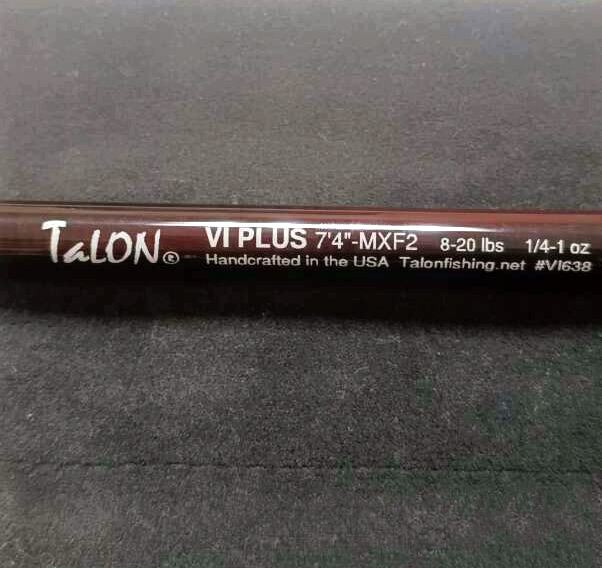 TaLON® VI PLUS 7'4"-MXF2 8-20 lbs 1/4-1 oz
Handcrafted in the USA Talonfishing.net #VI638